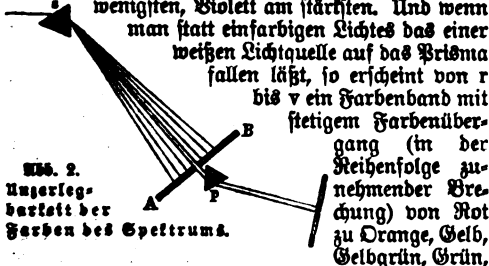 wenigsten, Violett am stärksten. Und wenn
man statt einfarbigen Lichtes das einer
weißen Lichtquelle auf das Prisma
fallen läßt, so erscheint von r
bis v ein Farbenband mit
stetigem Farbenüber-
gang (in der
Reihenfolge zu-
nehmender Bre-
chung) von Rot
zu Orange, Gelb,
Gelbgrün, Grün,
s
B
A
P
Abb. 2.
Unzerleg-
barkeit der
Farben des Spektrums.